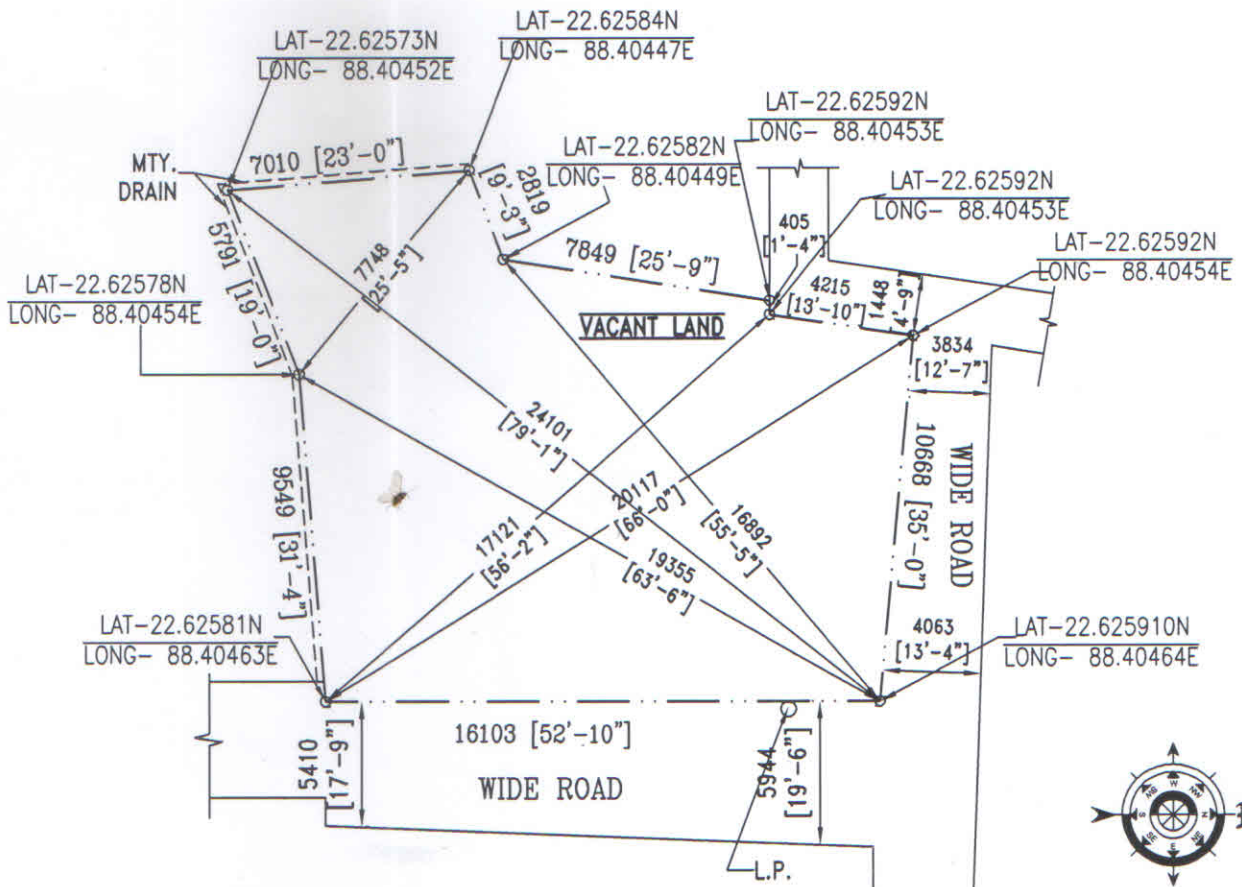 LAT-22.62584N
LONG- 88.40447E
LAT-22.62573N
LONG- 88.40452E
LAT-22.62592N
LONG- 88.40453E
LAT-22.62582N
LONG- 88.40449E
MTY.
DRAIN
7010 [23'-0"]
2819
[9'-3"]
LAT-22.62592N
LONG- 88.40453E
405
[1'-4"]
7849 [25'-9"]
LAT-22.62592N
LONG- 88.40454E
5791 [19'-0"]
7748
[25'-5"]
LAT-22.62578N
LONG- 88.40454E
4215
[13'-10"]
1448
4'-9"
VACANT LAND
3834
[12'-7"]
24101
[79'-1"]
10668 [35'-0"]
WIDE ROAD
9549 [31'-4"]
17121
[56'-2"]
20117
[66'-0"]
16892
[55'-5"]
19355
[63'-6"]
LAT-22.62581N
LONG- 88.40463E
4063
[13'-4"]
LAT-22.625910N
LONG- 88.40464E
16103 [52'-10"]
5410
[17'-9"]
WIDE ROAD
5944
[19'-6"]
L.P.
W
NW
N
NE
E
SE
S